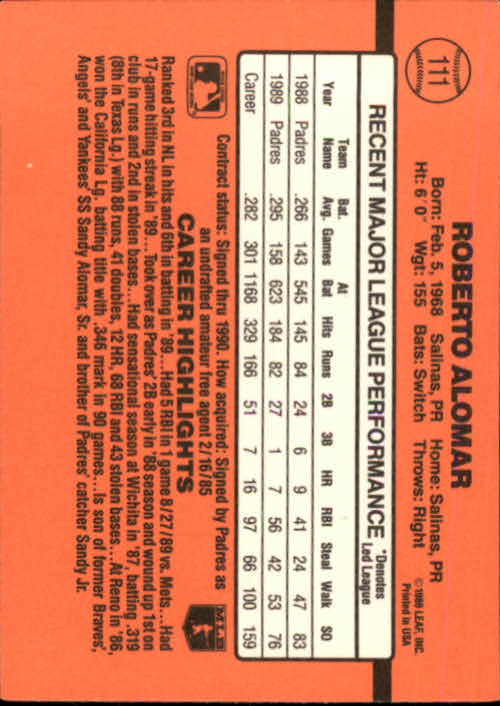 111
ROBERTO ALOMAR
Born: Feb. 5, 1968 Salinas, PR Home: Salinas, PR
Ht: 6'0" Wgt: 155 Bats: Switch Throws: Right
©1989 LEAF, INC.
Printed in USA
RECENT MAJOR LEAGUE PERFORMANCE *Denotes Led League
Year Team Name Bat. Avg. Games At Bat Hits Runs 2B 3B HR RBI Steal Walk SO
1988 Padres .266 143 545 145 84 24 6 9 41 24 47 83
1989 Padres .295 158 623 184 82 27 1 7 56 42 53 76
Career .282 301 1168 329 166 51 7 16 97 66 100 159
Contract status: Signed thru 1990. How acquired: Signed by Padres as
an undrafted amateur free agent 2/16/85
CAREER HIGHLIGHTS
MLB
Ranked 3rd in NL in hits and 6th in batting in '89...Had 5 RBI in 1 game 8/27/89 vs. Mets...Had
17-game hitting streak in '89...Took over as Padres' 2B early in '88 season and wound up 1st on
club in runs and 2nd in stolen bases...Had sensational season at Wichita in '87, batting .319
(8th in Texas Lg.) with 88 runs, 41 doubles, 12 HR, 68 RBI and 43 stolen bases...At Reno in '86,
won the California Lg. batting title with .346 mark in 90 games...Is son of former Braves',
Angels' and Yankees' SS Sandy Alomar, Sr. and brother of Padres' catcher Sandy Jr.